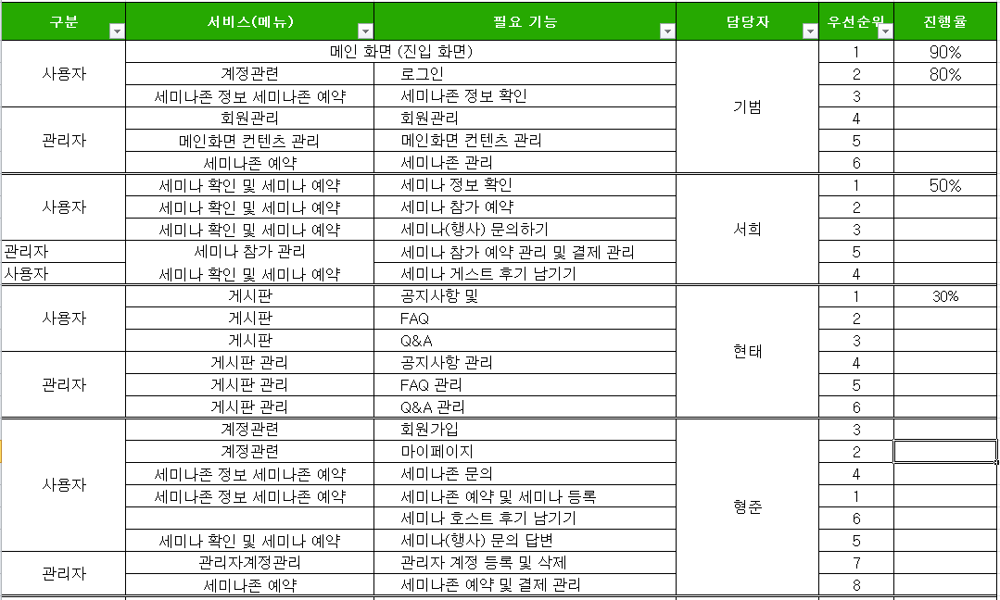 구분 서비스(메뉴) 필요 기능 담당자 우선순위 진행율
메인 화면 (진입 화면) 1 90%
사용자 계정관련 로그인 2 80%
세미나존 정보 세미나존 예약 세미나존 정보 확인 3
기범
회원관리 회원관리 4
관리자 메인화면 컨텐츠 관리 메인화면 컨텐츠 관리 5
세미나존 예약 세미나존 관리 6
세미나 확인 및 세미나 예약 세미나 정보 확인 1 50%
사용자 세미나 확인 및 세미나 예약 세미나 참가 예약 2
세미나 확인 및 세미나 예약 세미나(행사) 문의하기 서희 3
관리자 세미나 참가 관리 세미나 참가 예약 관리 및 결제 관리 5
사용자 세미나 확인 및 세미나 예약 세미나 게스트 후기 남기기 4
게시판 공지사항 및 1 30%
사용자 게시판 FAQ 2
게시판 Q&A 3
현태
게시판 관리 공지사항 관리 4
관리자 게시판 관리 FAQ 관리 5
게시판 관리 Q&A 관리 6
계정관련 회원가입 3
계정관련 마이페이지 2
세미나존 정보 세미나존 예약 세미나존 문의 4
사용자
세미나존 정보 세미나존 예약 세미나존 예약 및 세미나 등록 1
형준
세미나 호스트 후기 남기기 6
세미나 확인 및 세미나 예약 세미나(행사) 문의 답변 5
관리자계정관리 관리자 계정 등록 및 삭제 7
관리자
세미나존 예약 세미나존 예약 및 결제 관리 8